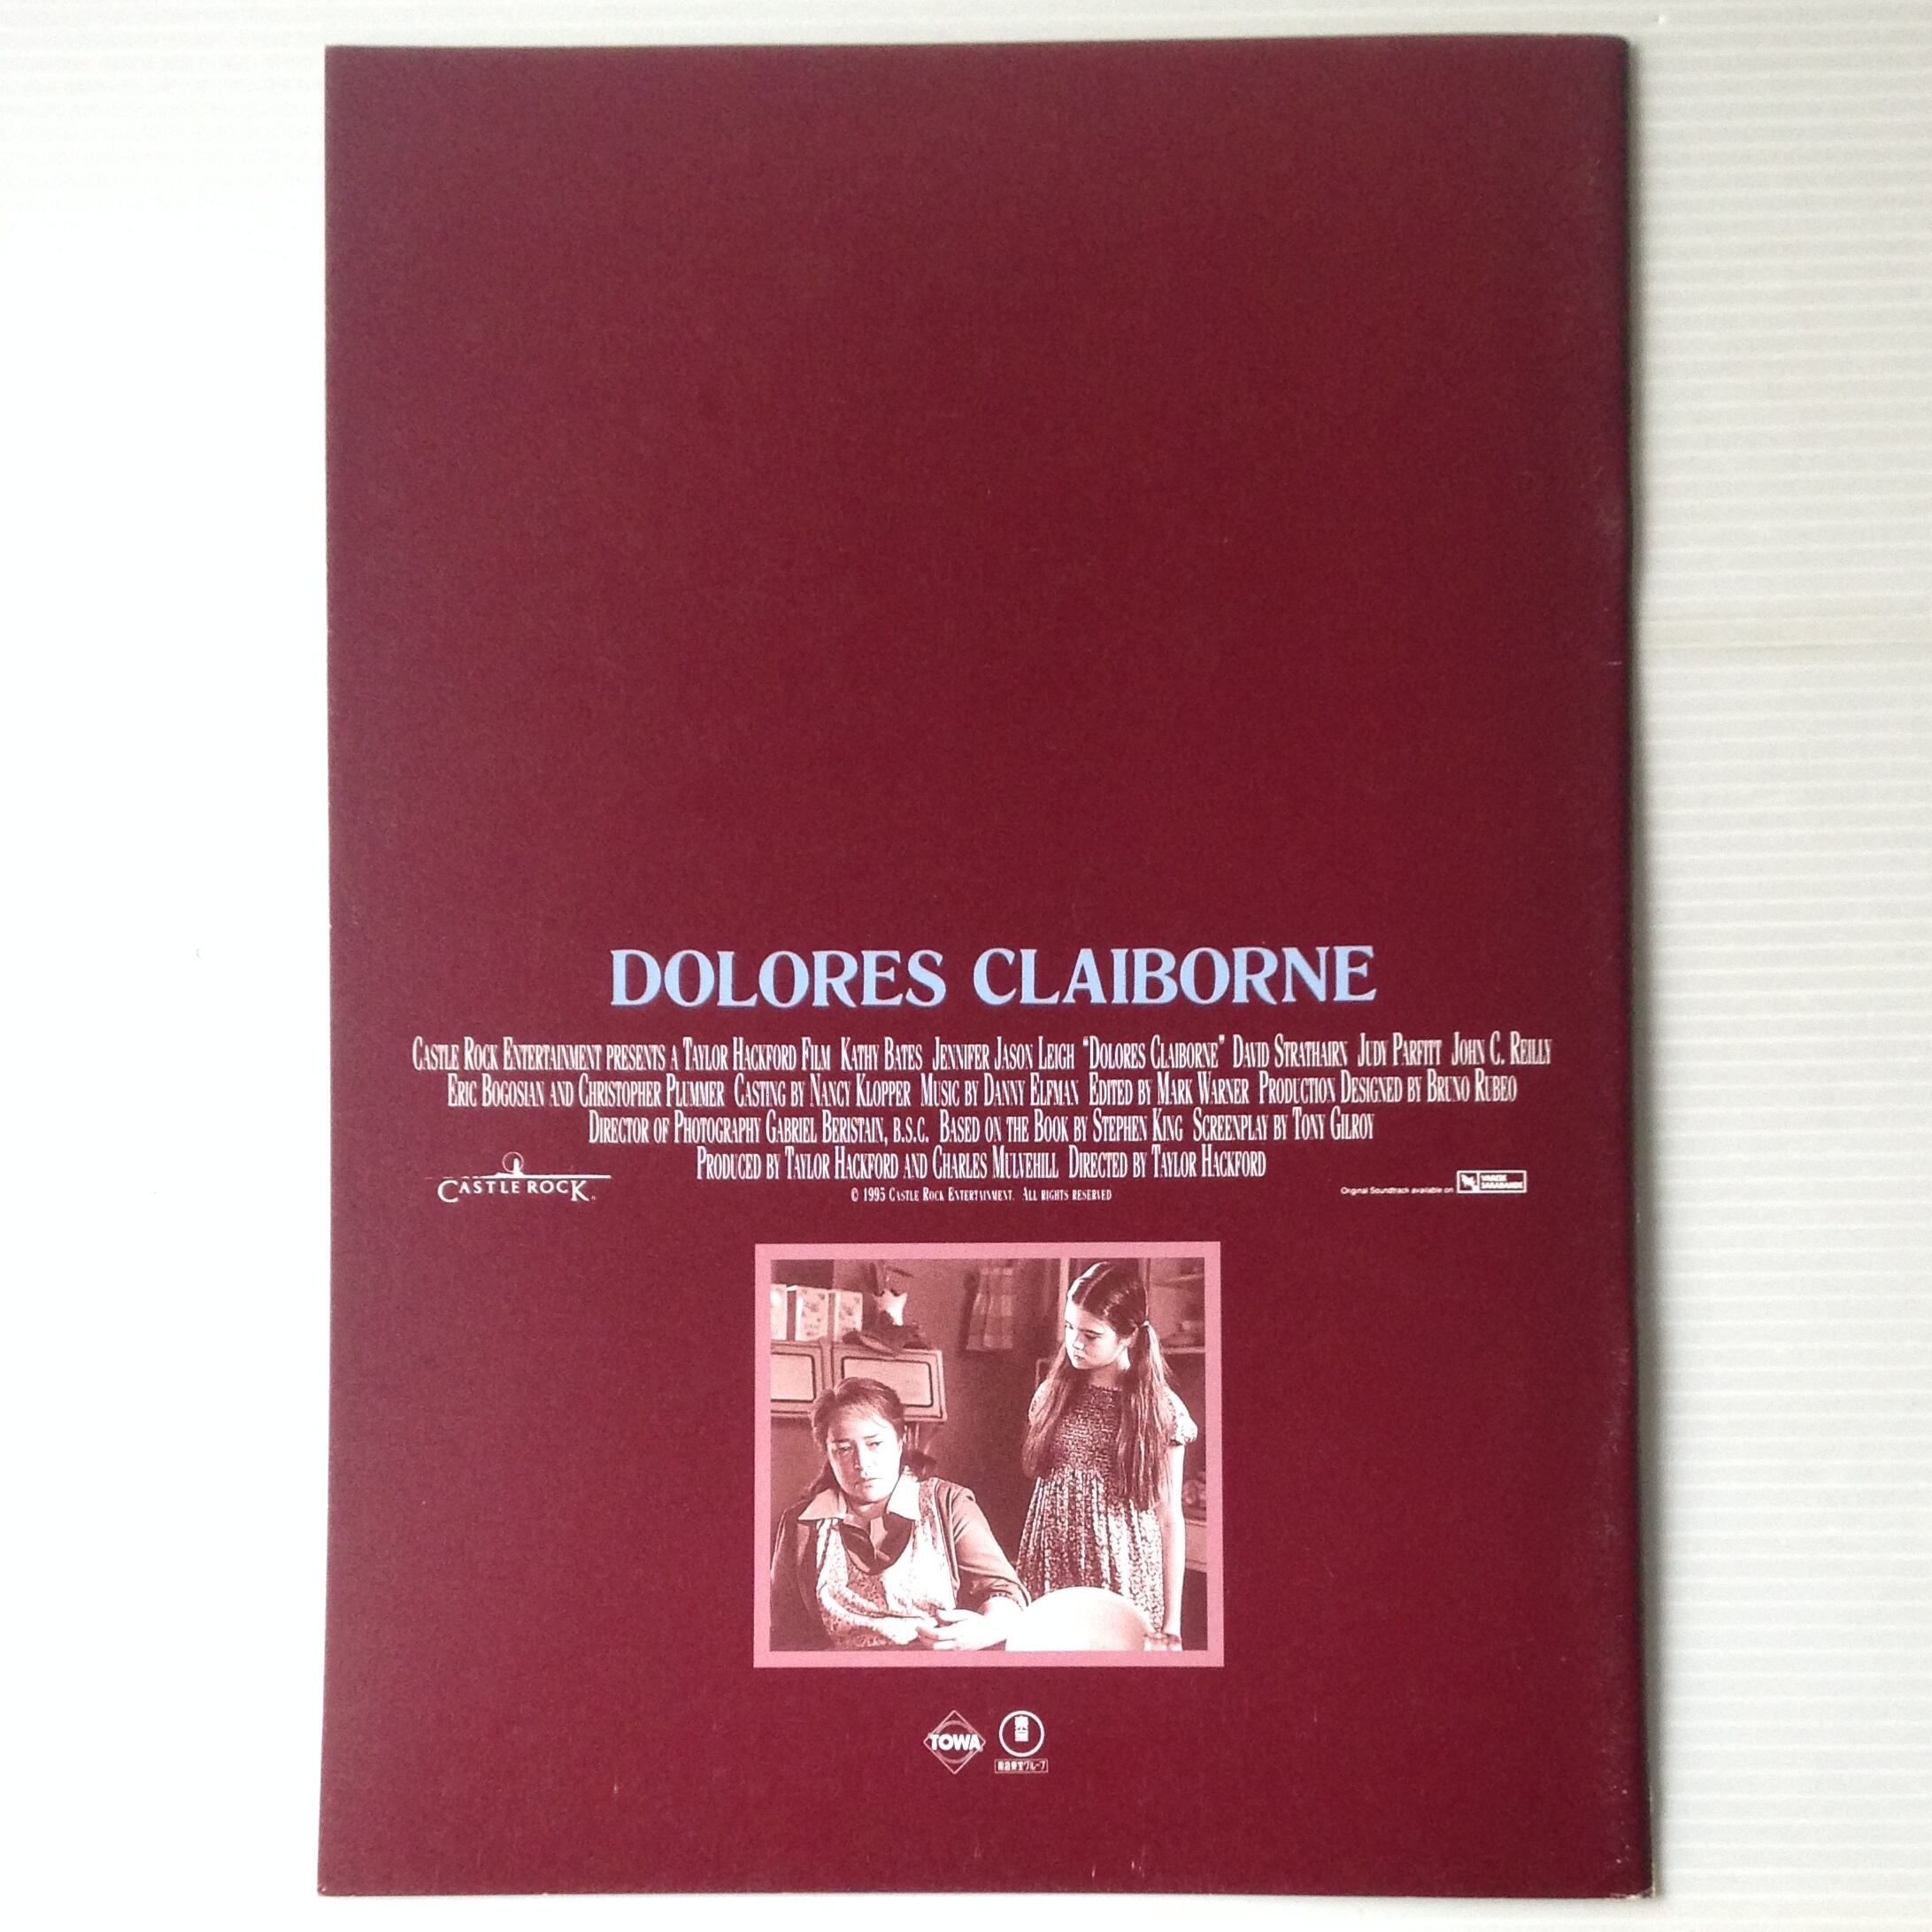 DOLORES CLAIBORNE
CASTLE ROCK ENTERTAINMENT PRESENTS A TAYLOR HACKFORD FILM KATHY BATES JENNIFER JASON LEIGH "DOLORES CLAIBORNE" DAVID STRATHAIRN JUDY PARFITT JOHN C. REILLY
ERIC BOGOSIAN AND CHRISTOPHER PLUMMER CASTING BY NANCY KLOPPER MUSIC BY DANNY ELFMAN EDITED BY MARK WARNER PRODUCTION DESIGNED BY BRUNO RUBEO
DIRECTOR OF PHOTOGRAPHY GABRIEL BERISTAIN, B.S.C. BASED ON THE BOOK BY STEPHEN KING SCREENPLAY BY TONY GILROY
PRODUCED BY TAYLOR HACKFORD AND CHARLES MULVEHILL DIRECTED BY TAYLOR HACKFORD
CASTLE ROCK
© 1995 CASTLE ROCK ENTERTAINMENT. ALL RIGHTS RESERVED
Original Soundtrack available on
VARESE
SARABANDE
TOWA